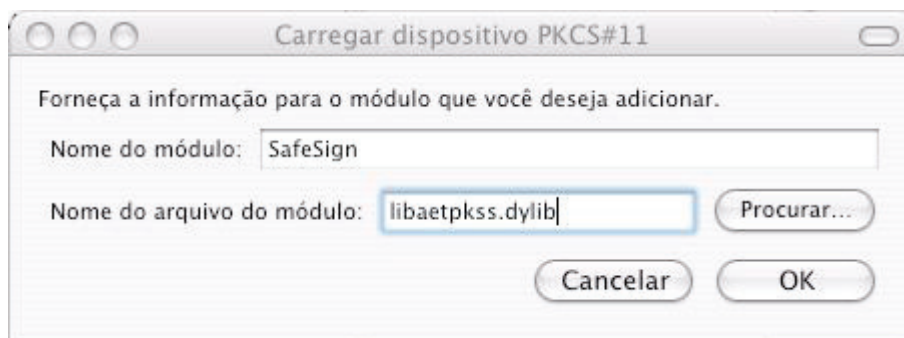 Carregar dispositivo PKCS#11
Forneça a informação para o módulo que você deseja adicionar.
Nome do módulo: SafeSign
Nome do arquivo do módulo: libaetpkss.dylib Procurar...
Cancelar OK